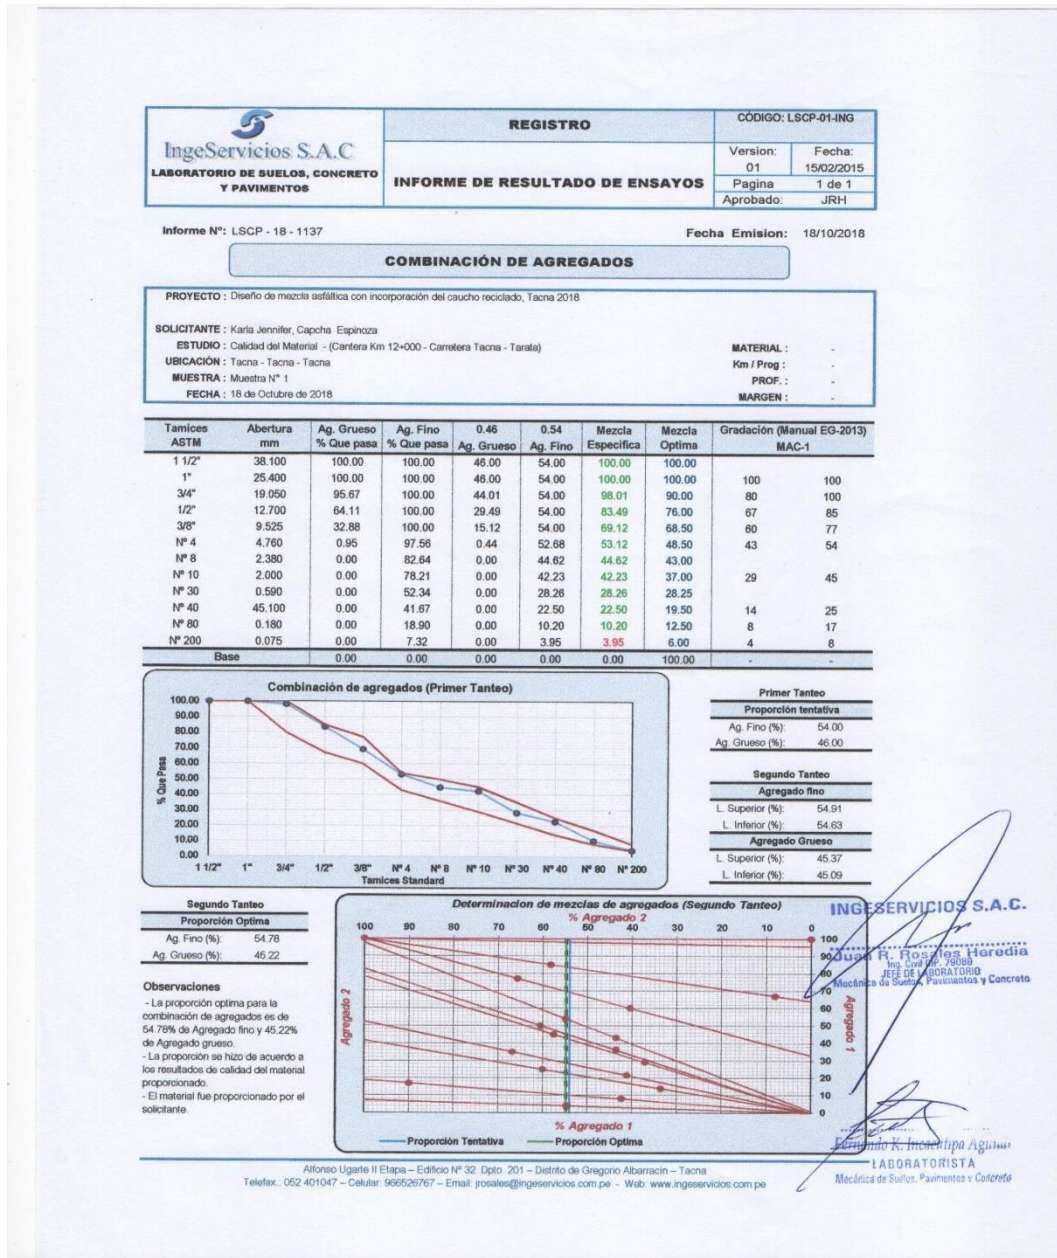 IngeServicios S.A.C
LABORATORIO DE SUELOS, CONCRETO
Y PAVIMENTOS
REGISTRO
INFORME DE RESULTADO DE ENSAYOS
CÓDIGO: LSCP-01-ING
Version: 01 Fecha: 15/02/2015
Pagina 1 de 1
Aprobado: JRH
Informe N°: LSCP - 18 - 1137 Fecha Emision: 18/10/2018
COMBINACIÓN DE AGREGADOS
PROYECTO : Diseño de mezcla asfáltica con incorporación del caucho reciclado, Tacna 2018
SOLICITANTE : Karla Jennifer, Capcha Espinoza
ESTUDIO : Calidad del Material - (Cantera Km 12+000 - Carretera Tacna - Tarata) MATERIAL : -
UBICACIÓN : Tacna - Tacna - Tacna Km / Prog : -
MUESTRA : Muestra N° 1 PROF. : -
FECHA : 18 de Octubre de 2018 MARGEN : -
Tamices Abertura Ag. Grueso Ag. Fino 0.46 0.54 Mezcla Mezcla Gradación (Manual EG-2013)
ASTM mm % Que pasa % Que pasa Ag. Grueso Ag. Fino Especifica Optima MAC-1
1 1/2" 38.100 100.00 100.00 46.00 54.00 100.00 100.00
1" 25.400 100.00 100.00 46.00 54.00 100.00 100.00 100 100
3/4" 19.050 95.67 100.00 44.01 54.00 98.01 90.00 80 100
1/2" 12.700 64.11 100.00 29.49 54.00 83.49 76.00 67 85
3/8" 9.525 32.88 100.00 15.12 54.00 69.12 68.50 60 77
N° 4 4.760 0.95 97.56 0.44 52.68 53.12 48.50 43 54
N° 8 2.380 0.00 82.64 0.00 44.62 44.62 43.00
N° 10 2.000 0.00 78.21 0.00 42.23 42.23 37.00 29 45
N° 30 0.590 0.00 52.34 0.00 28.26 28.26 28.25
N° 40 45.100 0.00 41.67 0.00 22.50 22.50 19.50 14 25
N° 80 0.180 0.00 18.90 0.00 10.20 10.20 12.50 8 17
N° 200 0.075 0.00 7.32 0.00 3.95 3.95 6.00 4 8
Base 0.00 0.00 0.00 0.00 0.00 100.00 - -
Combinación de agregados (Primer Tanteo)
% Que Pasa
100.00
90.00
80.00
70.00
60.00
50.00
40.00
30.00
20.00
10.00
0.00
1 1/2" 1" 3/4" 1/2" 3/8" N° 4 N° 8 N° 10 N° 30 N° 40 N° 80 N° 200
Tamices Standard
Primer Tanteo
Proporción tentativa
Ag. Fino (%): 54.00
Ag. Grueso (%): 46.00
Segundo Tanteo
Agregado fino
L. Superior (%): 54.91
L. Inferior (%): 54.63
Agregado Grueso
L. Superior (%): 45.37
L. Inferior (%): 45.09
Segundo Tanteo
Proporción Optima
Ag. Fino (%): 54.78
Ag. Grueso (%): 45.22
Observaciones
- La proporción optima para la
combinación de agregados es de
54.78% de Agregado fino y 45.22%
de Agregado grueso.
- La proporción se hizo de acuerdo a
los resultados de calidad del material
proporcionado.
- El material fue proporcionado por el
solicitante.
Determinacion de mezclas de agregados (Segundo Tanteo)
% Agregado 2
100 90 80 70 60 50 40 30 20 10 0
Agregado 2
100
90
80
70
60
50
40
30
20
10
0
Agregado 1
% Agregado 1
Proporción Tentativa Proporción Optima
INGESERVICIOS S.A.C.
Juan R. Rosales Heredia
Ing. Civil CIP. 79089
JEFE DE LABORATORIO
Mecánica de Suelos, Pavimentos y Concreto
Fernando K.
LABORATORISTA
Mecánica de Suelos, Pavimentos y Concreto
Alfonso Ugarte II Etapa – Edificio N° 32 Dpto. 201 – Distrito de Gregorio Albarracin – Tacna
Telefax.: 052 401047 – Celular: 966526767 – Email: jrosales@ingeservicios.com.pe - Web: www.ingeservicios.com.pe